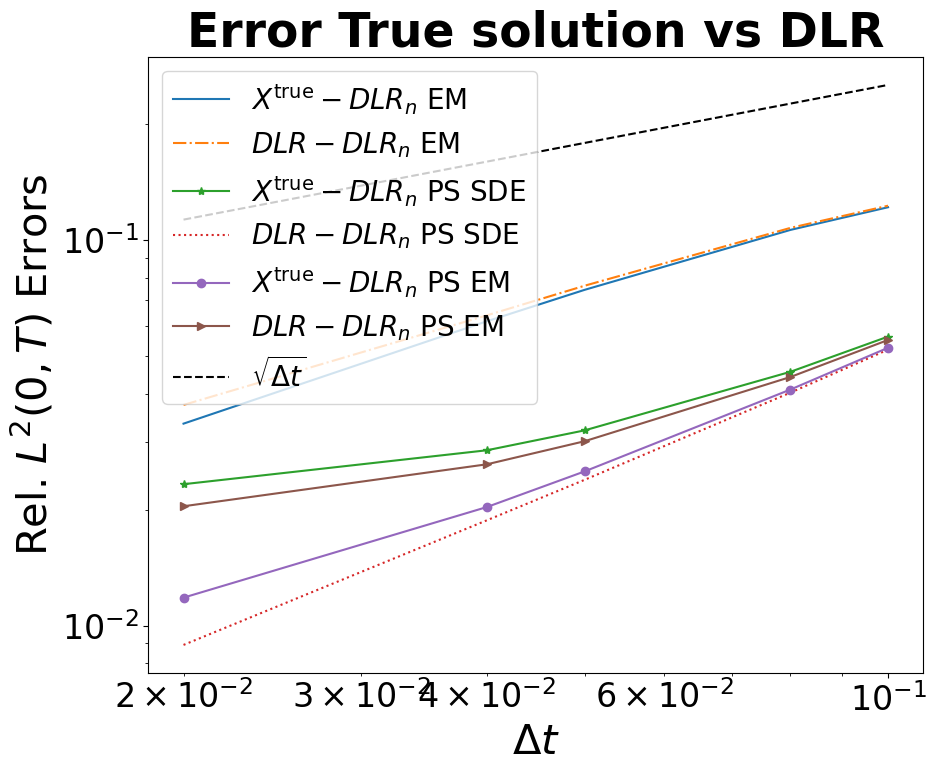 Error True solution vs DLR
X^true − DLR_n EM
DLR − DLR_n EM
X^true − DLR_n PS SDE
DLR − DLR_n PS SDE
X^true − DLR_n PS EM
DLR − DLR_n PS EM
√Δt
Rel. L²(0, T) Errors
10⁻¹
10⁻²
2 × 10⁻²
3 × 10⁻²
4 × 10⁻²
6 × 10⁻²
10⁻¹
Δt